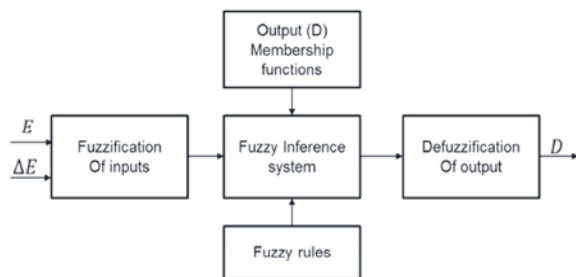 Output (D)
Membership
functions
E
ΔE
Fuzzification
Of inputs
Fuzzy Inference
system
Defuzzification
Of output
D
Fuzzy rules